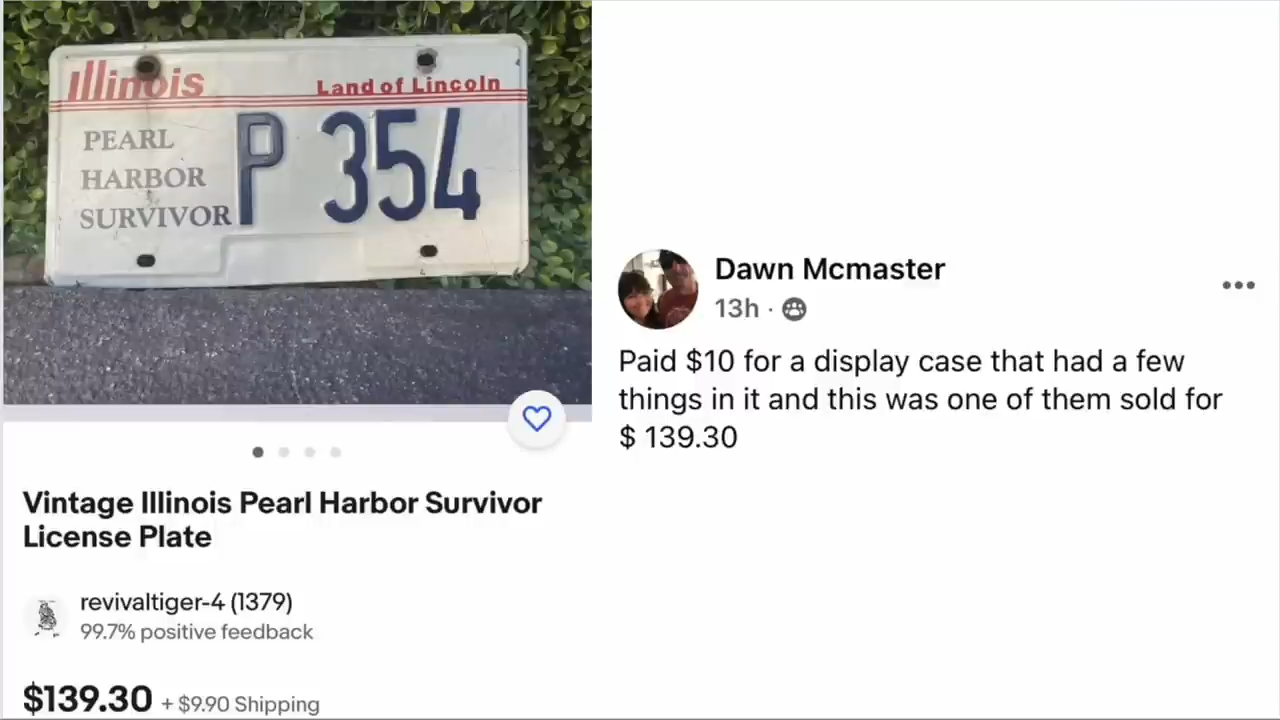 Illinois
Land of Lincoln
PEARL
HARBOR
SURVIVOR
P 354
Vintage Illinois Pearl Harbor Survivor
License Plate
revivaltiger-4 (1379)
99.7% positive feedback
$139.30 + $9.90 Shipping
Dawn Mcmaster
13h ·
Paid $10 for a display case that had a few
things in it and this was one of them sold for
$ 139.30